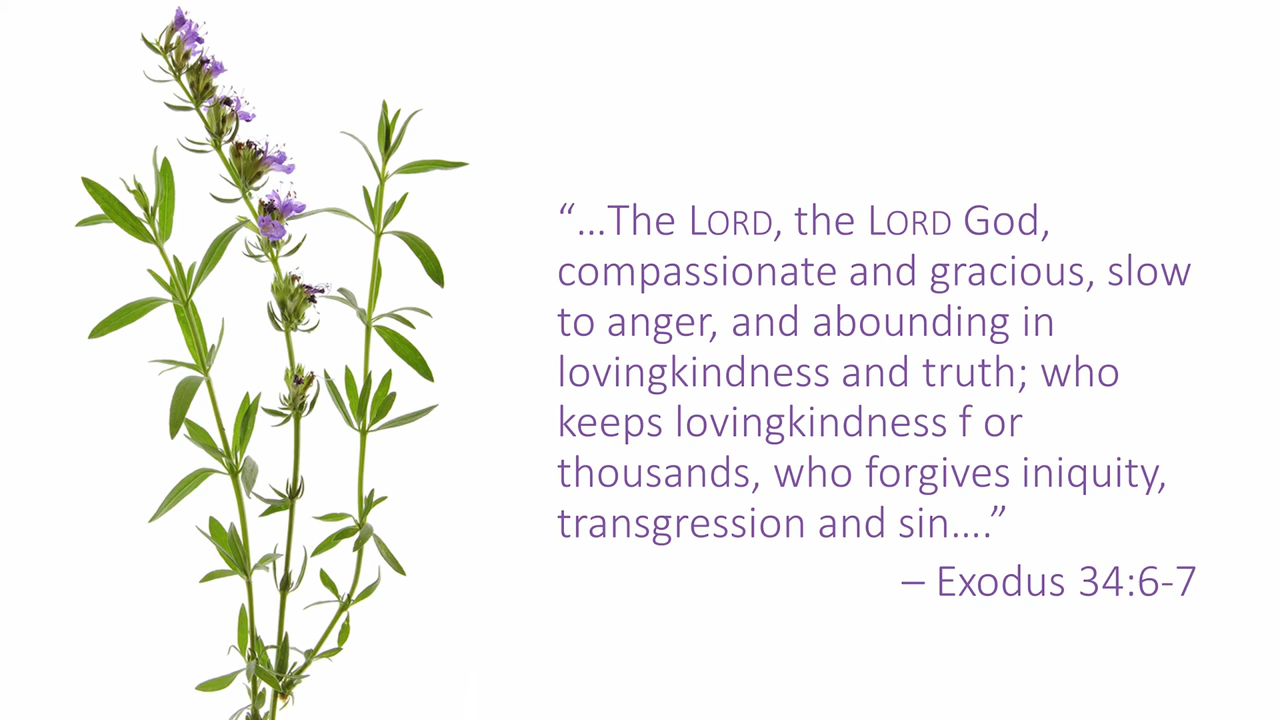 “…The LORD, the LORD God,
compassionate and gracious, slow
to anger, and abounding in
lovingkindness and truth; who
keeps lovingkindness f or
thousands, who forgives iniquity,
transgression and sin….”
– Exodus 34:6-7